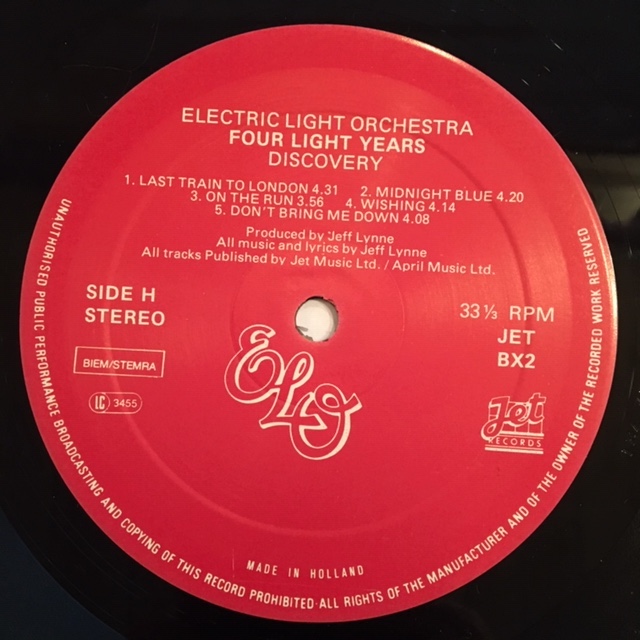 ELECTRIC LIGHT ORCHESTRA
FOUR LIGHT YEARS
DISCOVERY
1. LAST TRAIN TO LONDON 4.31 2. MIDNIGHT BLUE 4.20
3. ON THE RUN 3.56 4. WISHING 4.14
5. DON'T BRING ME DOWN 4.08
Produced by Jeff Lynne
All music and lyrics by Jeff Lynne
All tracks Published by Jet Music Ltd. / April Music Ltd.
SIDE H
STEREO
33 1/3 RPM
JET
BX2
BIEM/STEMRA
LC 3455
ELO
Jet
RECORDS
MADE IN HOLLAND
UNAUTHORISED PUBLIC PERFORMANCE BROADCASTING AND COPYING OF THIS RECORD PROHIBITED· ALL RIGHTS OF THE MANUFACTURER AND OF THE OWNER OF THE RECORDED WORK RESERVED